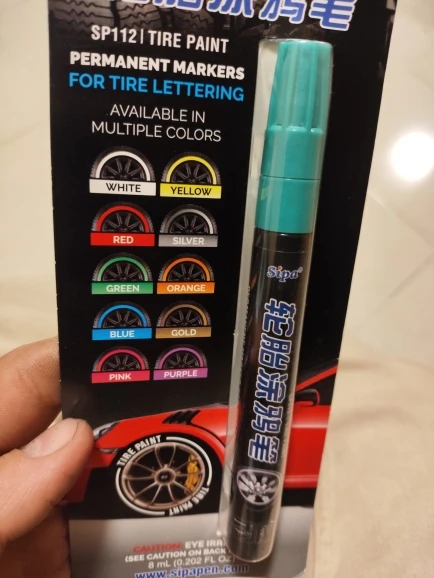 SP112 | TIRE PAINT
PERMANENT MARKERS
FOR TIRE LETTERING
AVAILABLE IN
MULTIPLE COLORS
WHITE
YELLOW
RED
SILVER
GREEN
ORANGE
BLUE
GOLD
PINK
PURPLE
Sipa®
轮胎涂鸦笔
TIRE PAINT
TIRE PAINT
CAUTION: EYE
(SEE CAUTION ON BACK
8 mL (0.202 FL
www.sipapen.com